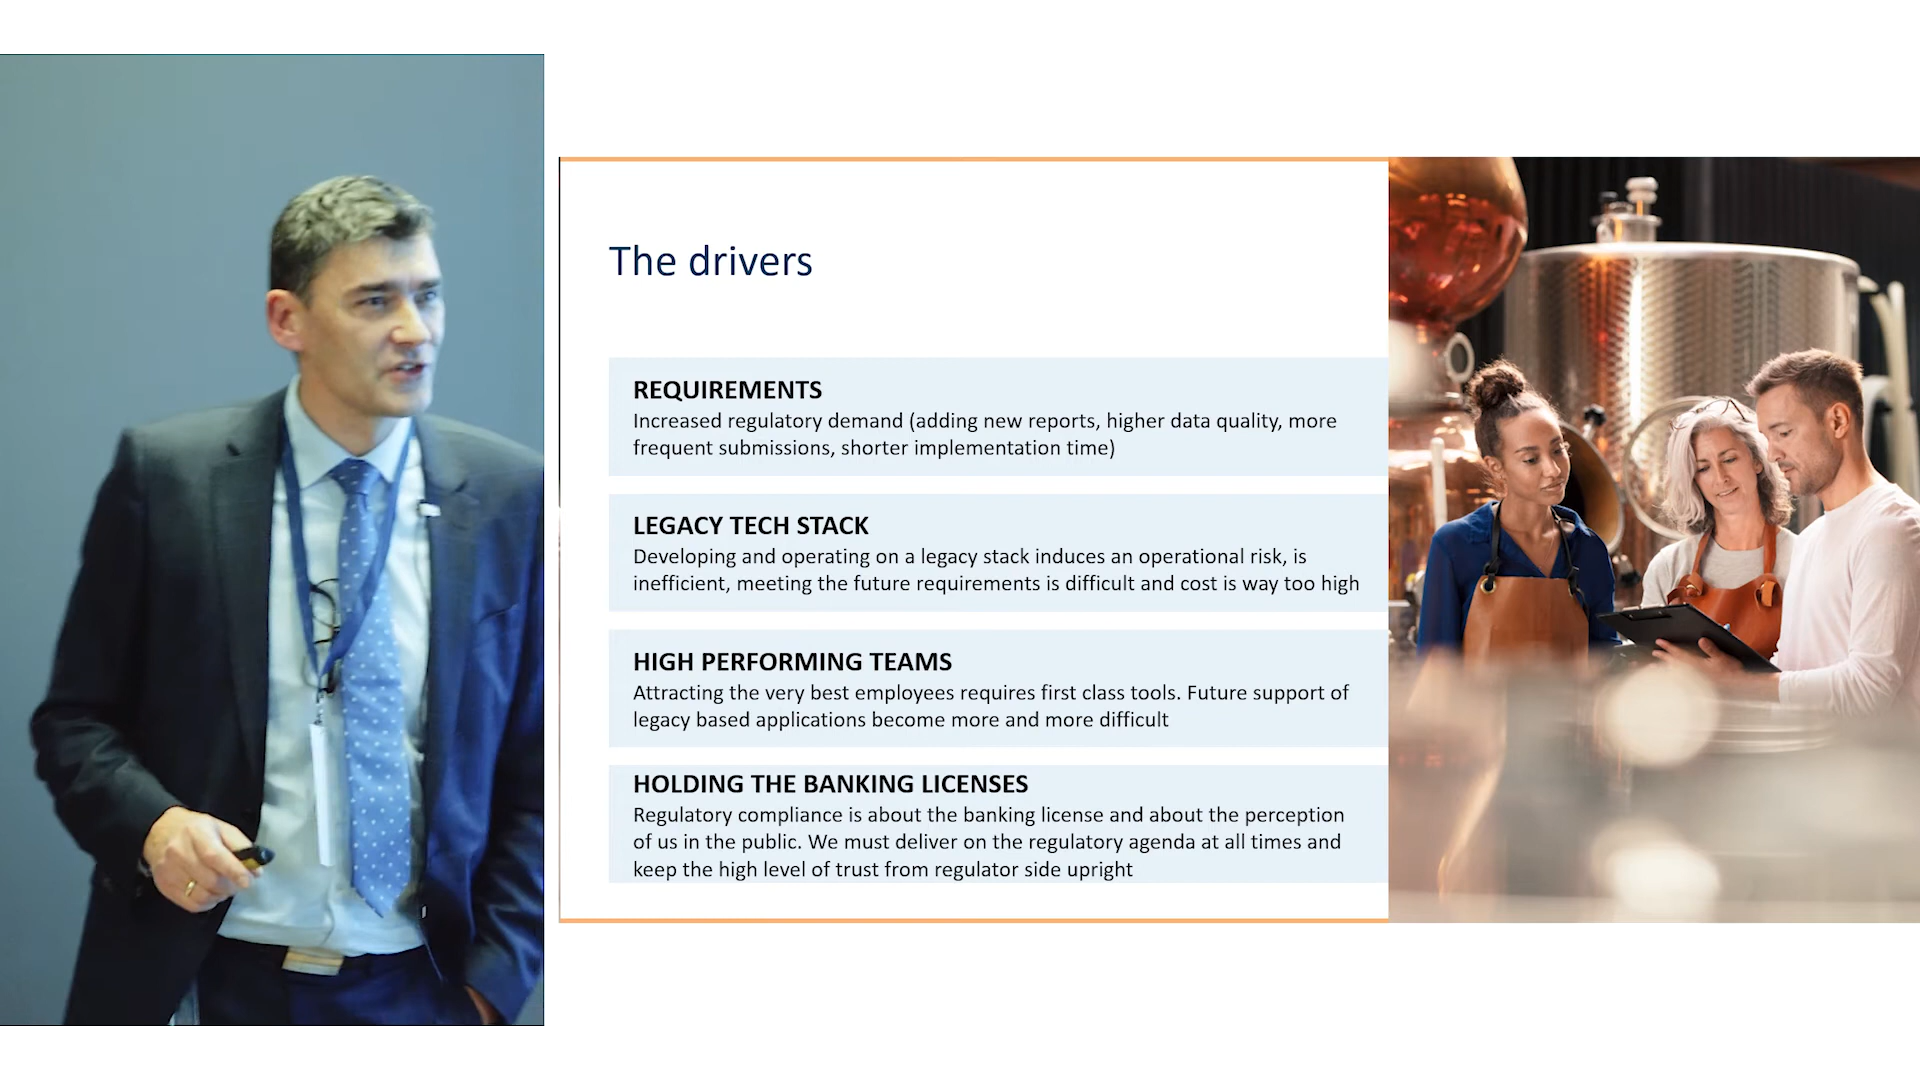 The drivers
REQUIREMENTS
Increased regulatory demand (adding new reports, higher data quality, more
frequent submissions, shorter implementation time)
LEGACY TECH STACK
Developing and operating on a legacy stack induces an operational risk, is
inefficient, meeting the future requirements is difficult and cost is way too high
HIGH PERFORMING TEAMS
Attracting the very best employees requires first class tools. Future support of
legacy based applications become more and more difficult
HOLDING THE BANKING LICENSES
Regulatory compliance is about the banking license and about the perception
of us in the public. We must deliver on the regulatory agenda at all times and
keep the high level of trust from regulator side upright